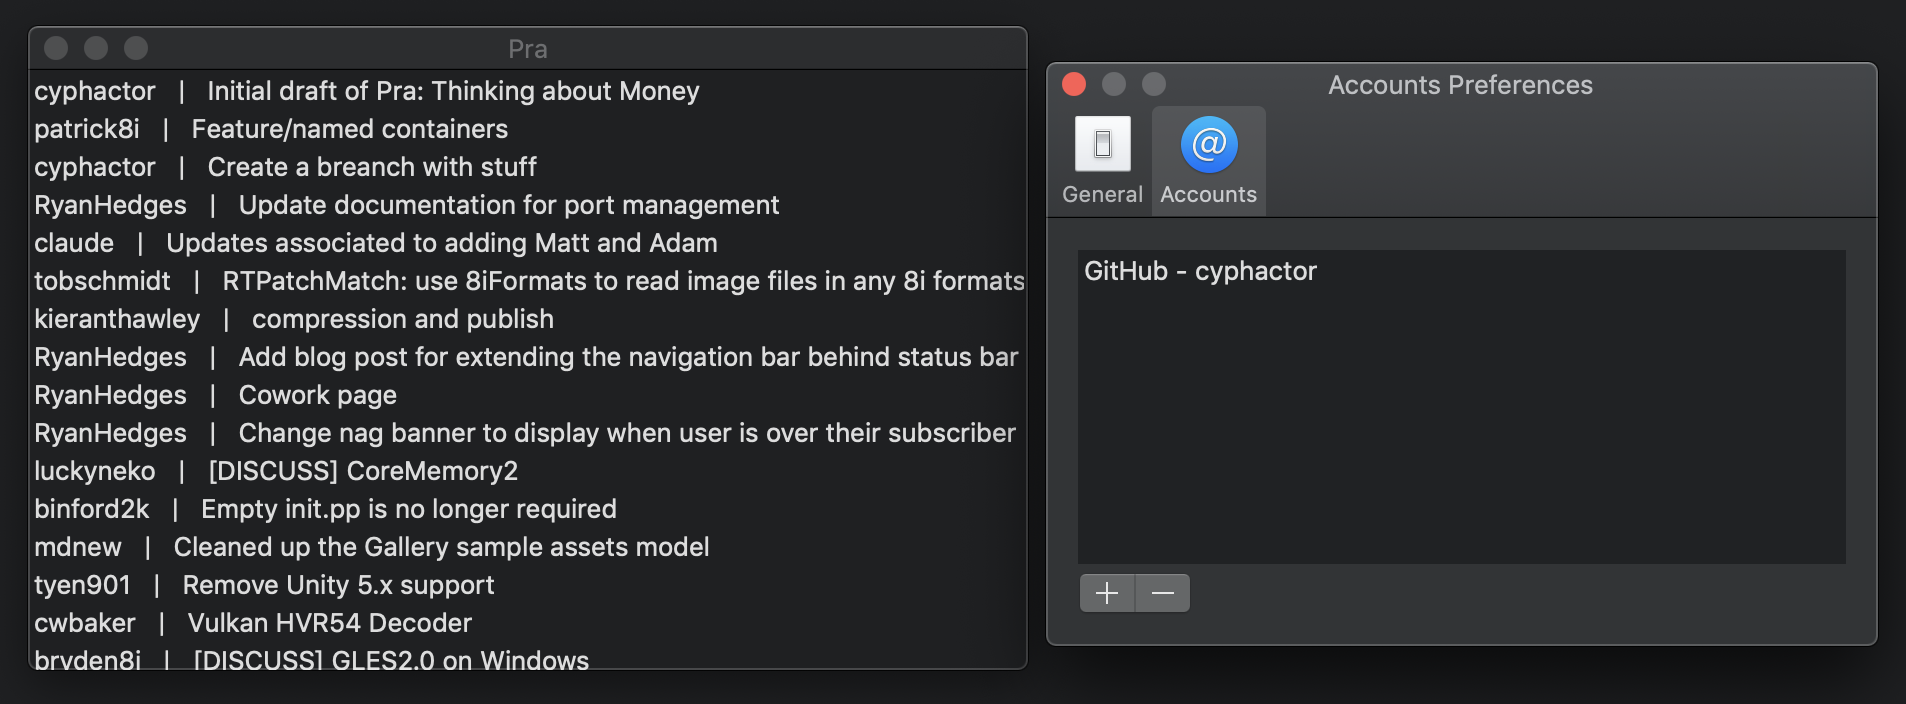 Pra
cyphactor | Initial draft of Pra: Thinking about Money
patrick8i | Feature/named containers
cyphactor | Create a breanch with stuff
RyanHedges | Update documentation for port management
claude | Updates associated to adding Matt and Adam
tobschmidt | RTPatchMatch: use 8iFormats to read image files in any 8i formats
kieranthawley | compression and publish
RyanHedges | Add blog post for extending the navigation bar behind status bar
RyanHedges | Cowork page
RyanHedges | Change nag banner to display when user is over their subscriber
luckyneko | [DISCUSS] CoreMemory2
binford2k | Empty init.pp is no longer required
mdnew | Cleaned up the Gallery sample assets model
tyen901 | Remove Unity 5.x support
cwbaker | Vulkan HVR54 Decoder
bryden8i | [DISCUSS] GLES2.0 on Windows
Accounts Preferences
@
General Accounts
GitHub - cyphactor